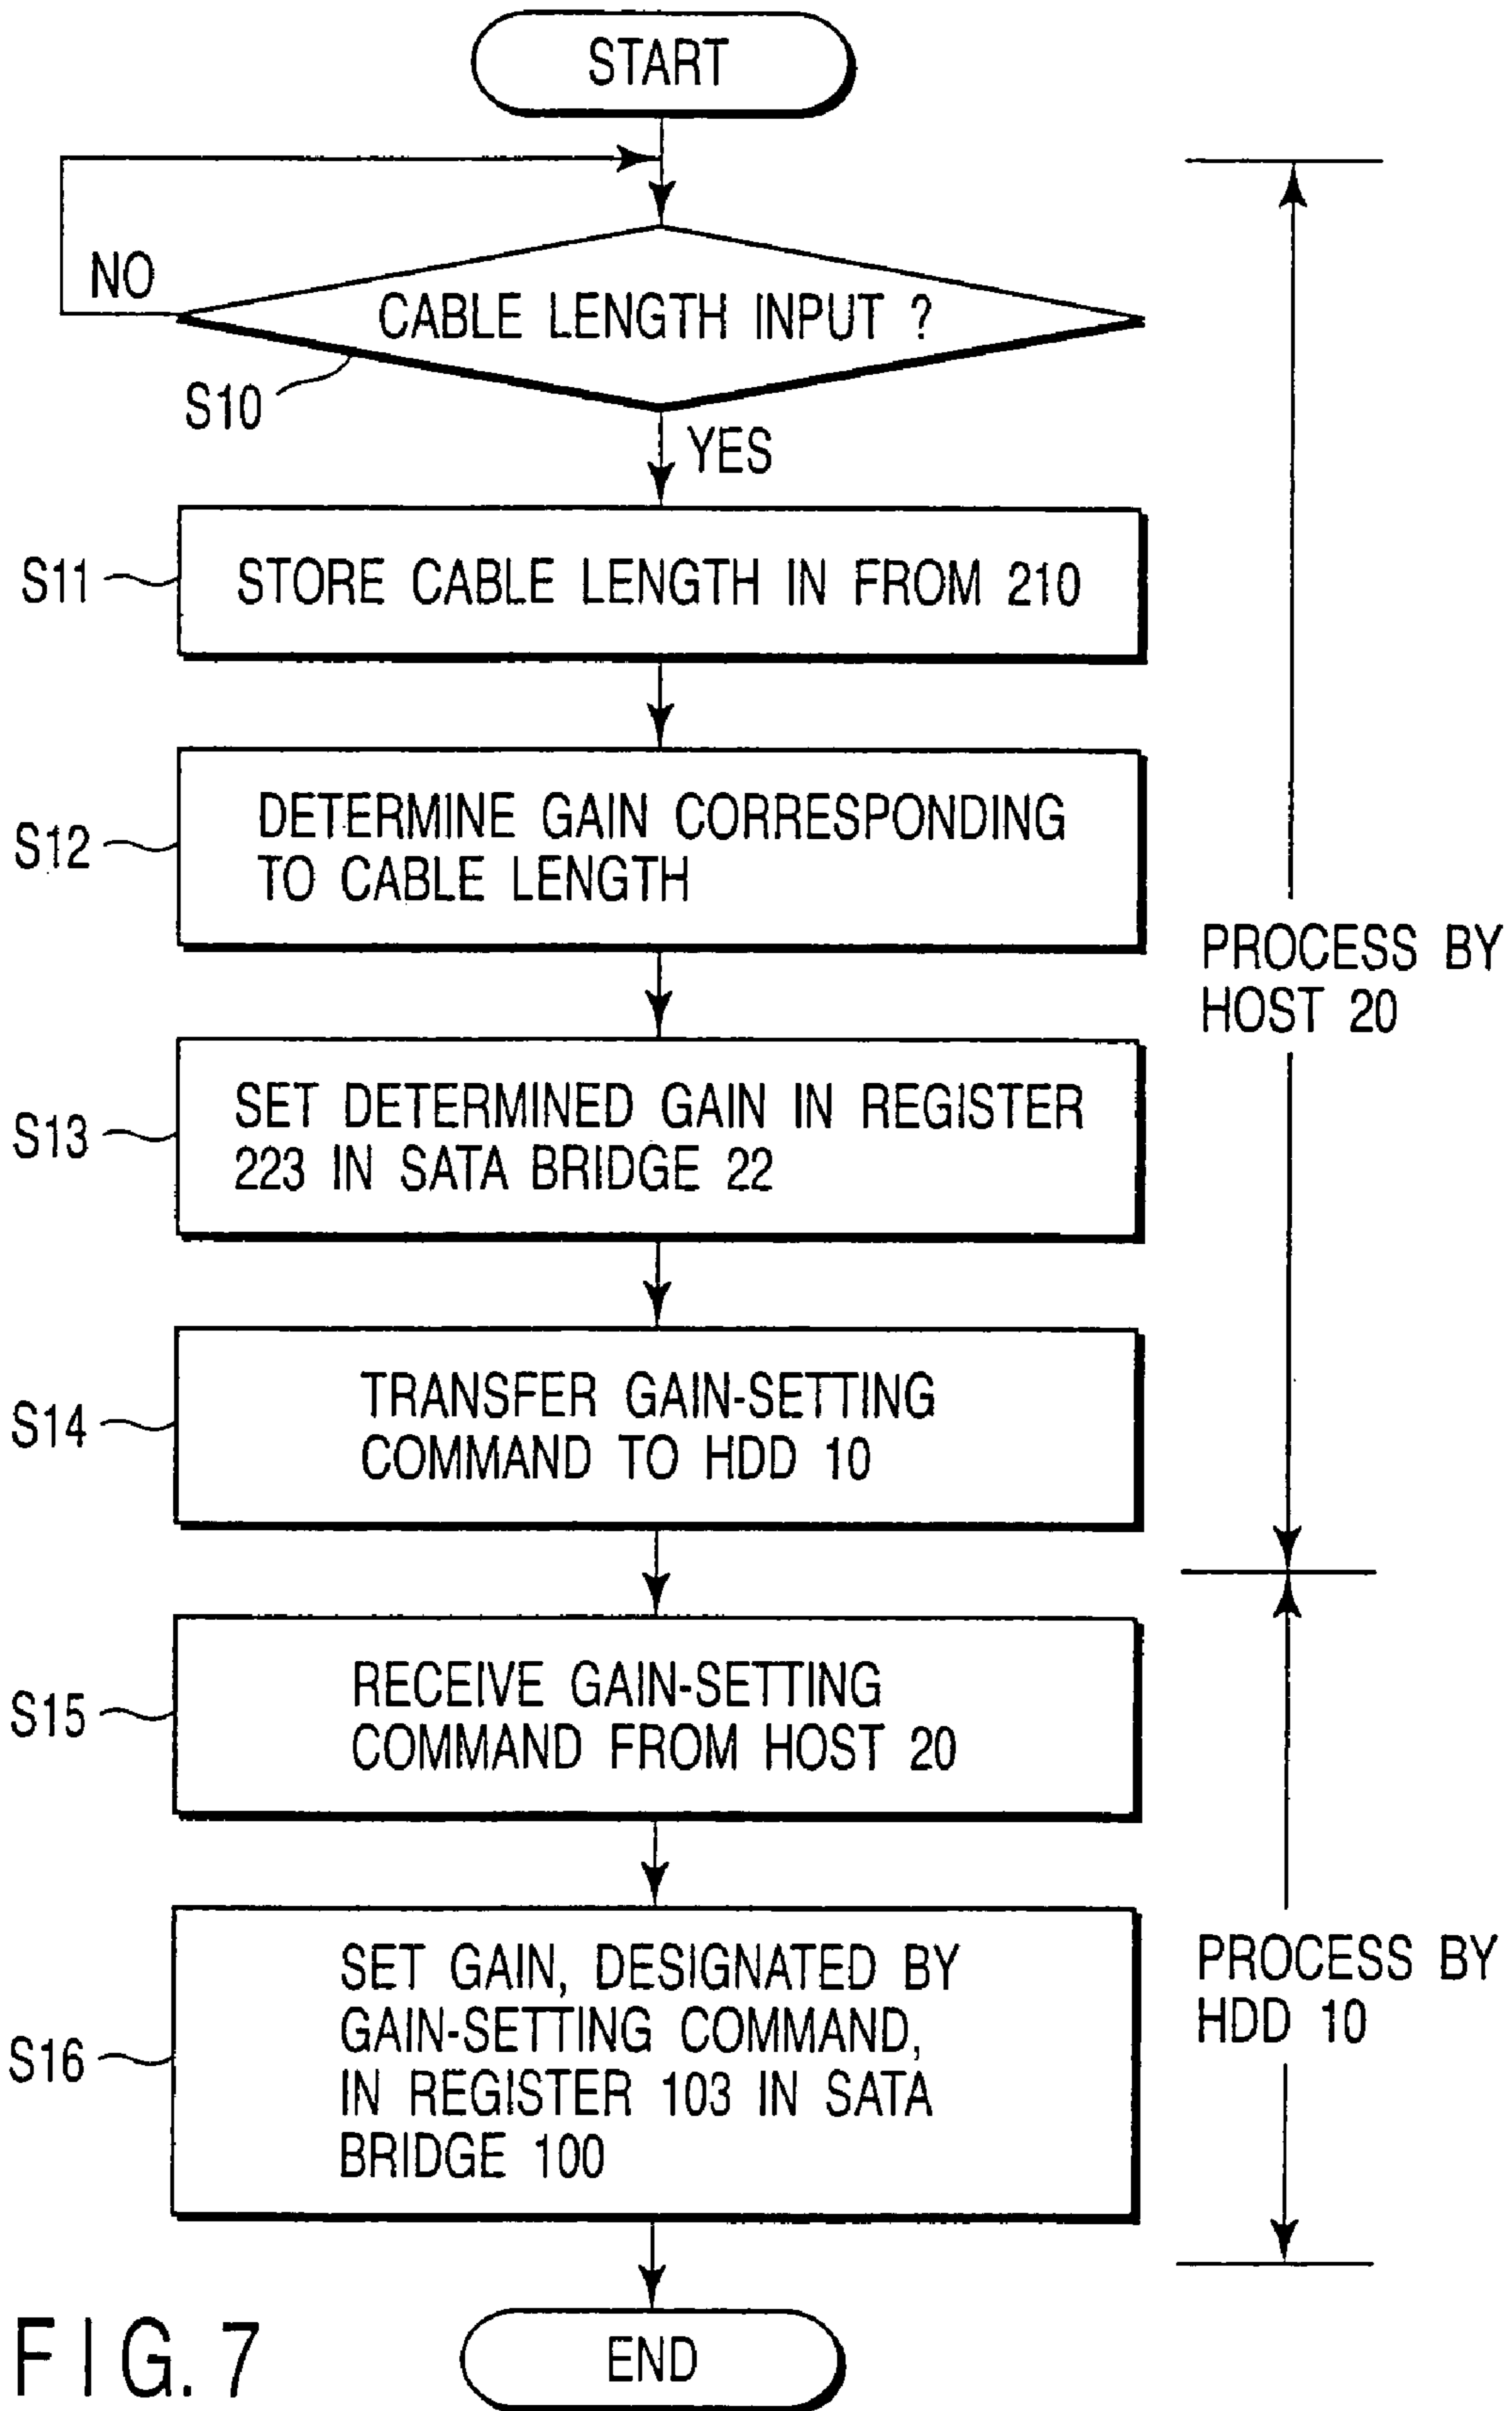 START
NO
CABLE LENGTH INPUT ?
S10
YES
S11
STORE CABLE LENGTH IN FROM 210
S12
DETERMINE GAIN CORRESPONDING
TO CABLE LENGTH
PROCESS BY
HOST 20
S13
SET DETERMINED GAIN IN REGISTER
223 IN SATA BRIDGE 22
S14
TRANSFER GAIN-SETTING
COMMAND TO HDD 10
S15
RECEIVE GAIN-SETTING
COMMAND FROM HOST 20
S16
SET GAIN, DESIGNATED BY
GAIN-SETTING COMMAND,
IN REGISTER 103 IN SATA
BRIDGE 100
PROCESS BY
HDD 10
END
FIG. 7